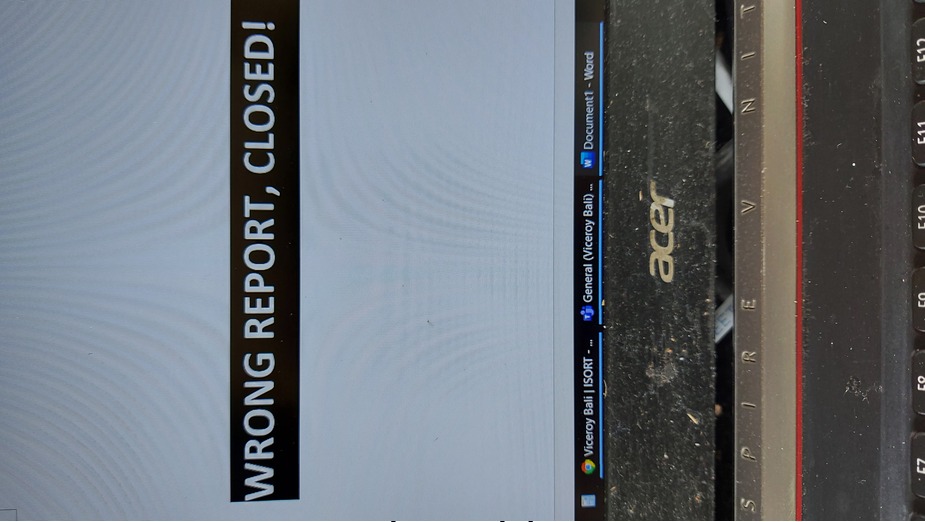 WRONG REPORT, CLOSED!
Viceroy Bali | ISORT - ...
General (Viceroy Bali) ...
Document1 - Word
acer
SPIRE V NIT
F7 F8 F9 F10 F11 F12